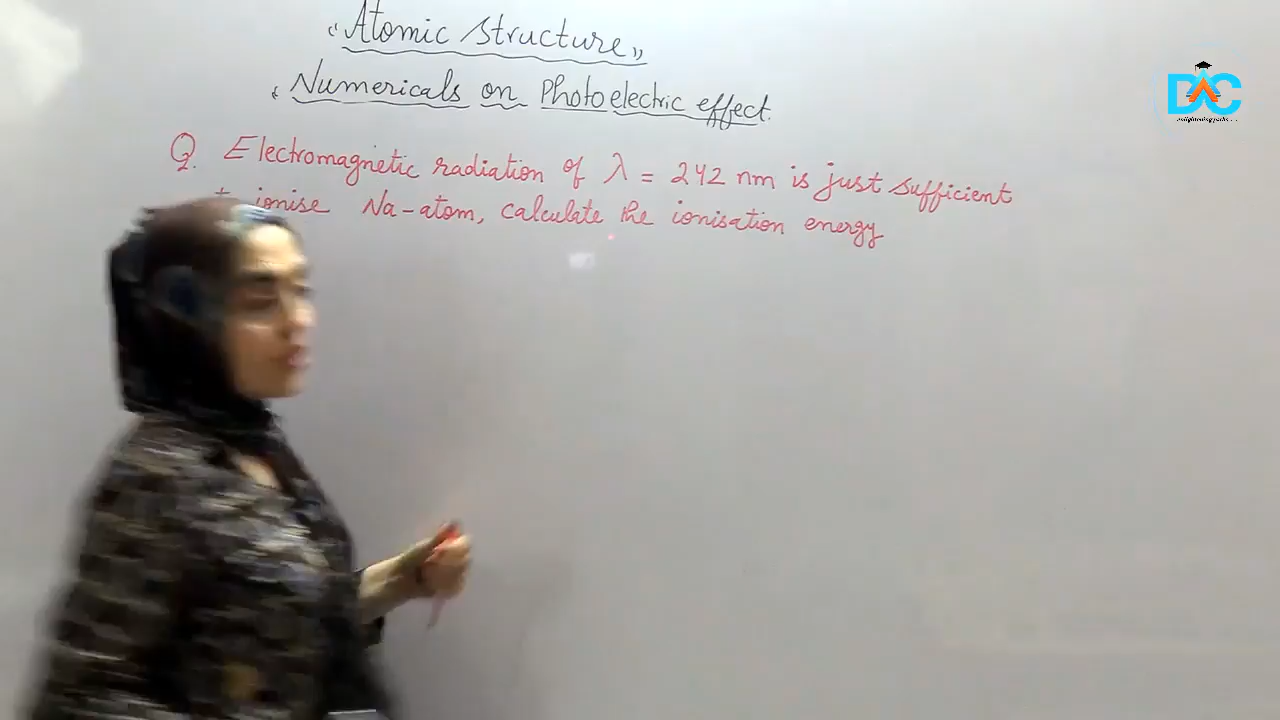 “Atomic Structure”
Numericals on Photoelectric effect.
Q. Electromagnetic radiation of λ = 242 nm is just sufficient
ionise Na-atom, calculate the ionisation energy
DAC